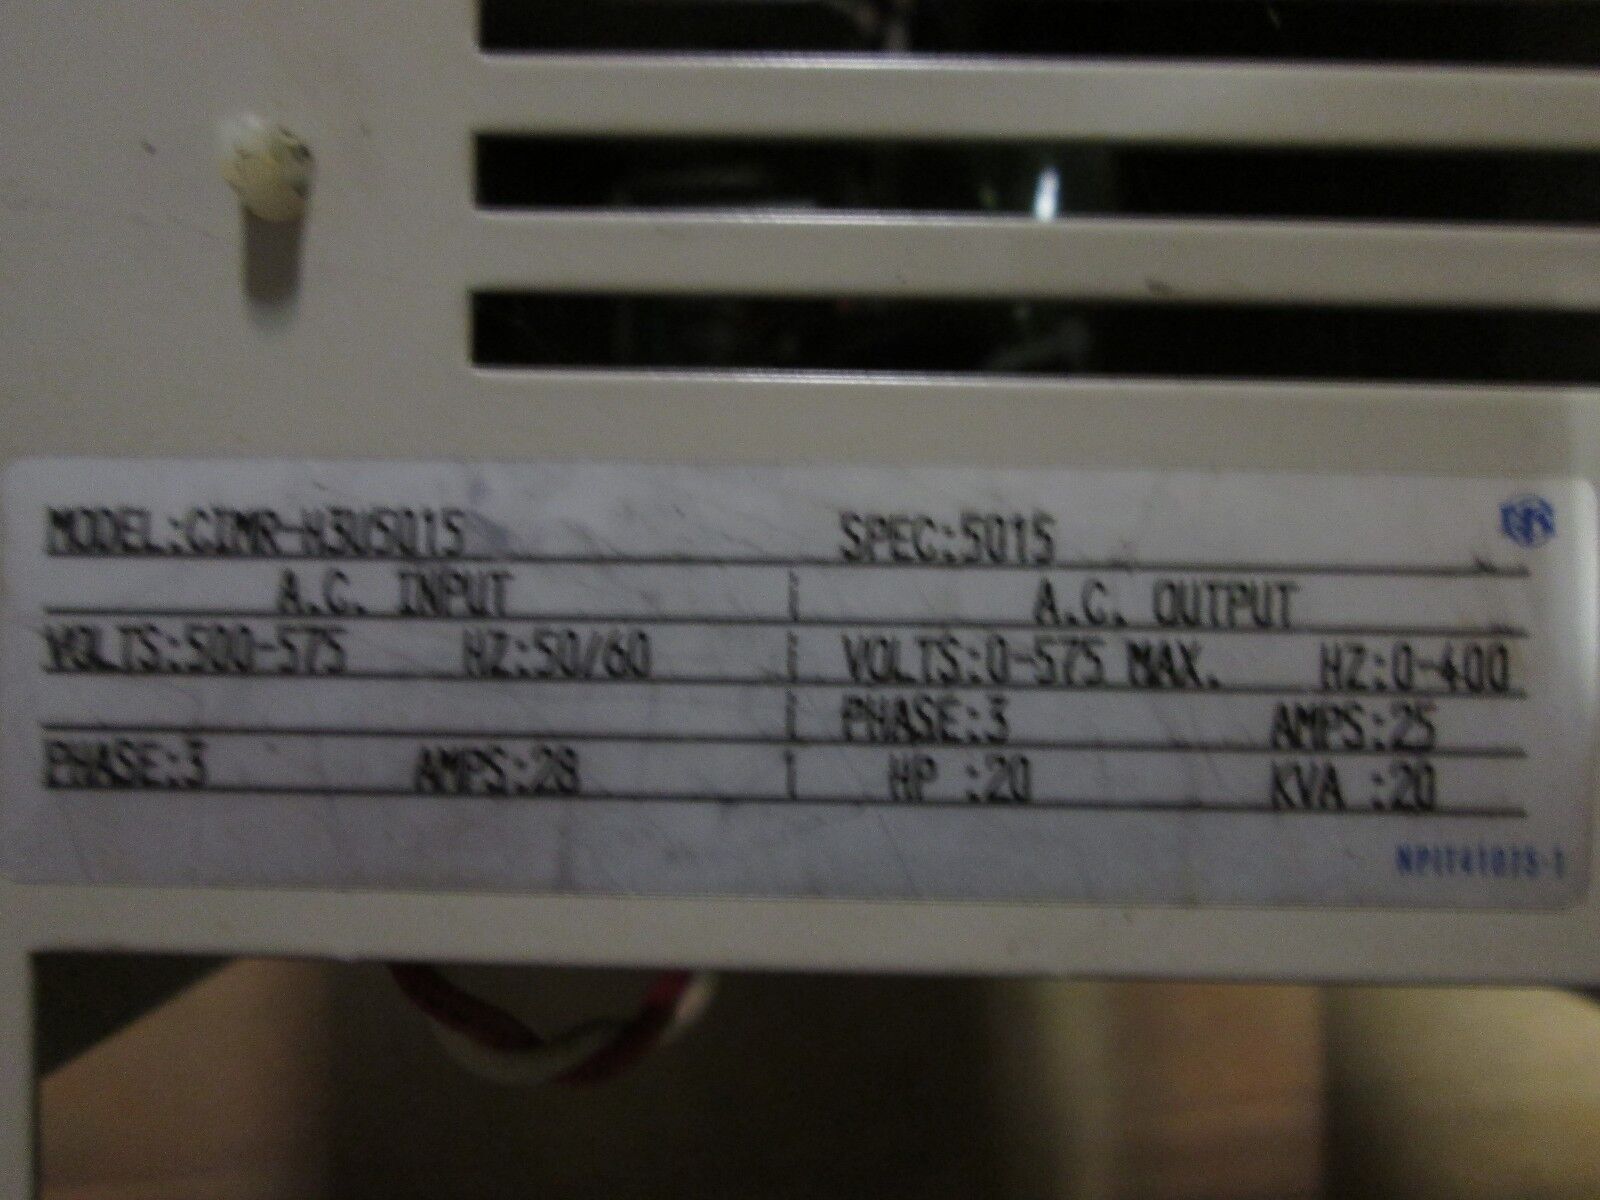 MODEL:CIMR-H3U5015 SPEC:5015
A.C. INPUT A.C. OUTPUT
VOLTS:500-575 HZ:50/60 VOLTS:0-575 MAX. HZ:0-400
PHASE:3 AMPS:25
PHASE:3 AMPS:28 HP :20 KVA :20